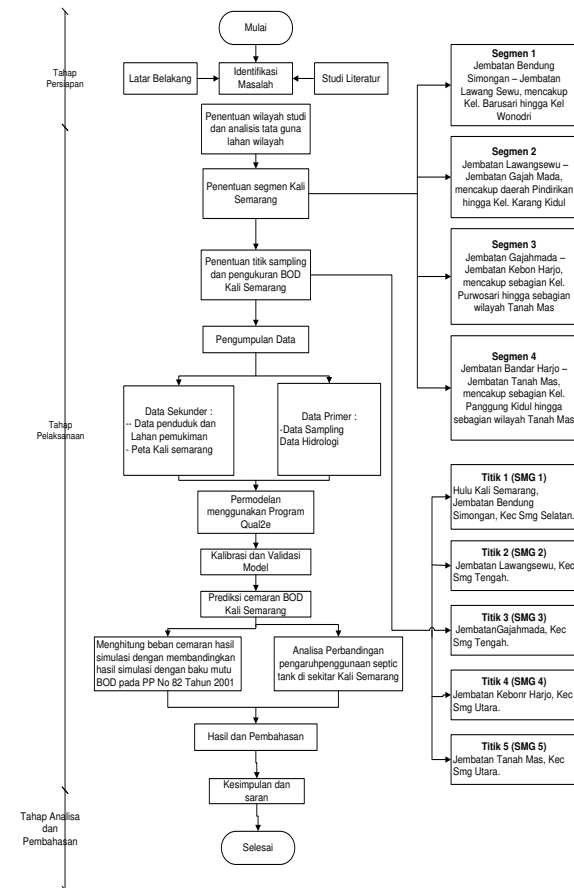 Mulai
Tahap
Persiapan
Latar Belakang
Identifikasi
Masalah
Studi Literatur
Penentuan wilayah studi
dan analisis tata guna
lahan wilayah
Penentuan segmen Kali
Semarang
Penentuan titik sampling
dan pengukuran BOD
Kali Semarang
Pengumpulan Data
Tahap
Pelaksanaan
Data Sekunder :
-- Data penduduk dan
Lahan pemukiman
- Peta Kali semarang
Data Primer :
-Data Sampling
Data Hidrologi
Permodelan
menggunakan Program
Qual2e
Kalibrasi dan Validasi
Model
Prediksi cemaran BOD
Kali Semarang
Menghitung beban cemaran hasil
simulasi dengan membandingkan
hasil simulasi dengan baku mutu
BOD pada PP No 82 Tahun 2001
Analisa Perbandingan
pengaruhpenggunaan septic
tank di sekitar Kali Semarang
Hasil dan Pembahasan
Kesimpulan dan
saran
Tahap Analisa
dan
Pembahasan
Selesai
Segmen 1
Jembatan Bendung
Simongan – Jembatan
Lawang Sewu, mencakup
Kel. Barusari hingga Kel
Wonodri
Segmen 2
Jembatan Lawangsewu –
Jembatan Gajah Mada,
mencakup daerah Pindirikan
hingga Kel. Karang Kidul
Segmen 3
Jembatan Gajahmada –
Jembatan Kebon Harjo,
mencakup sebagian Kel.
Purwosari hingga sebagian
wilayah Tanah Mas
Segmen 4
Jembatan Bandar Harjo –
Jembatan Tanah Mas,
mencakup sebagian Kel.
Panggung Kidul hingga
sebagian wilayah Tanah Mas
Titik 1 (SMG 1)
Hulu Kali Semarang,
Jembatan Bendung
Simongan, Kec Smg Selatan.
Titik 2 (SMG 2)
Jembatan Lawangsewu, Kec
Smg Tengah.
Titik 3 (SMG 3)
JembatanGajahmada, Kec
Smg Tengah.
Titik 4 (SMG 4)
Jembatan Kebonr Harjo, Kec
Smg Utara.
Titik 5 (SMG 5)
Jembatan Tanah Mas, Kec
Smg Utara.